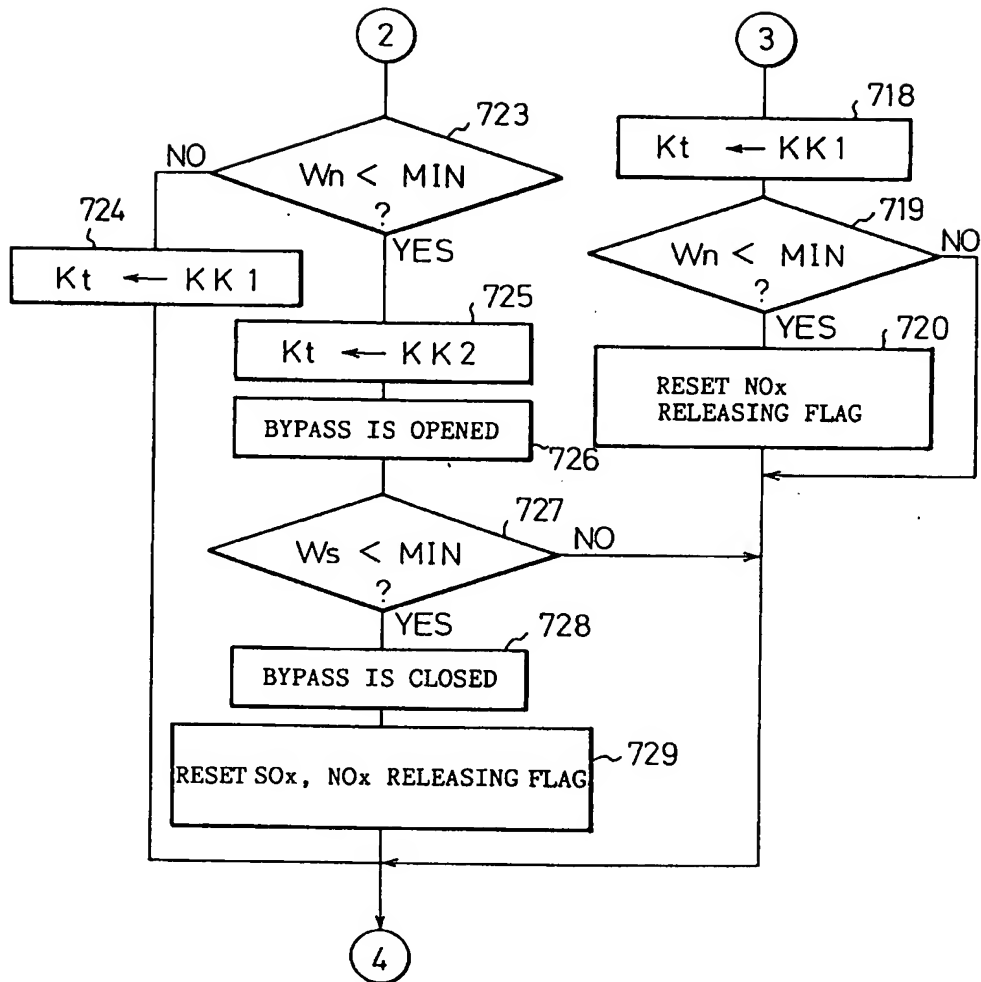 2
723
Wn < MIN
?
NO
YES
724
Kt ← KK1
725
Kt ← KK2
BYPASS IS OPENED
726
727
Ws < MIN
?
NO
YES
728
BYPASS IS CLOSED
729
RESET SOx, NOx RELEASING FLAG
3
718
Kt ← KK1
719
Wn < MIN
?
NO
YES
720
RESET NOx
RELEASING FLAG
4